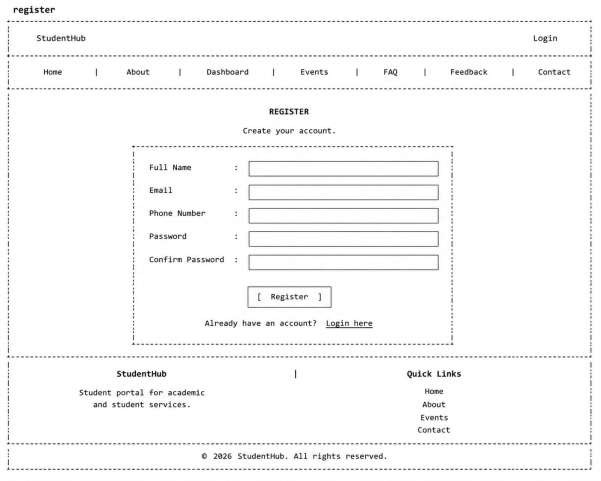 register
StudentHub Login
Home | About | Dashboard | Events | FAQ | Feedback | Contact
REGISTER
Create your account.
Full Name :
Email :
Phone Number :
Password :
Confirm Password :
[ Register ]
Already have an account? Login here
StudentHub | Quick Links
Student portal for academic
and student services.
Home
About
Events
Contact
© 2026 StudentHub. All rights reserved.